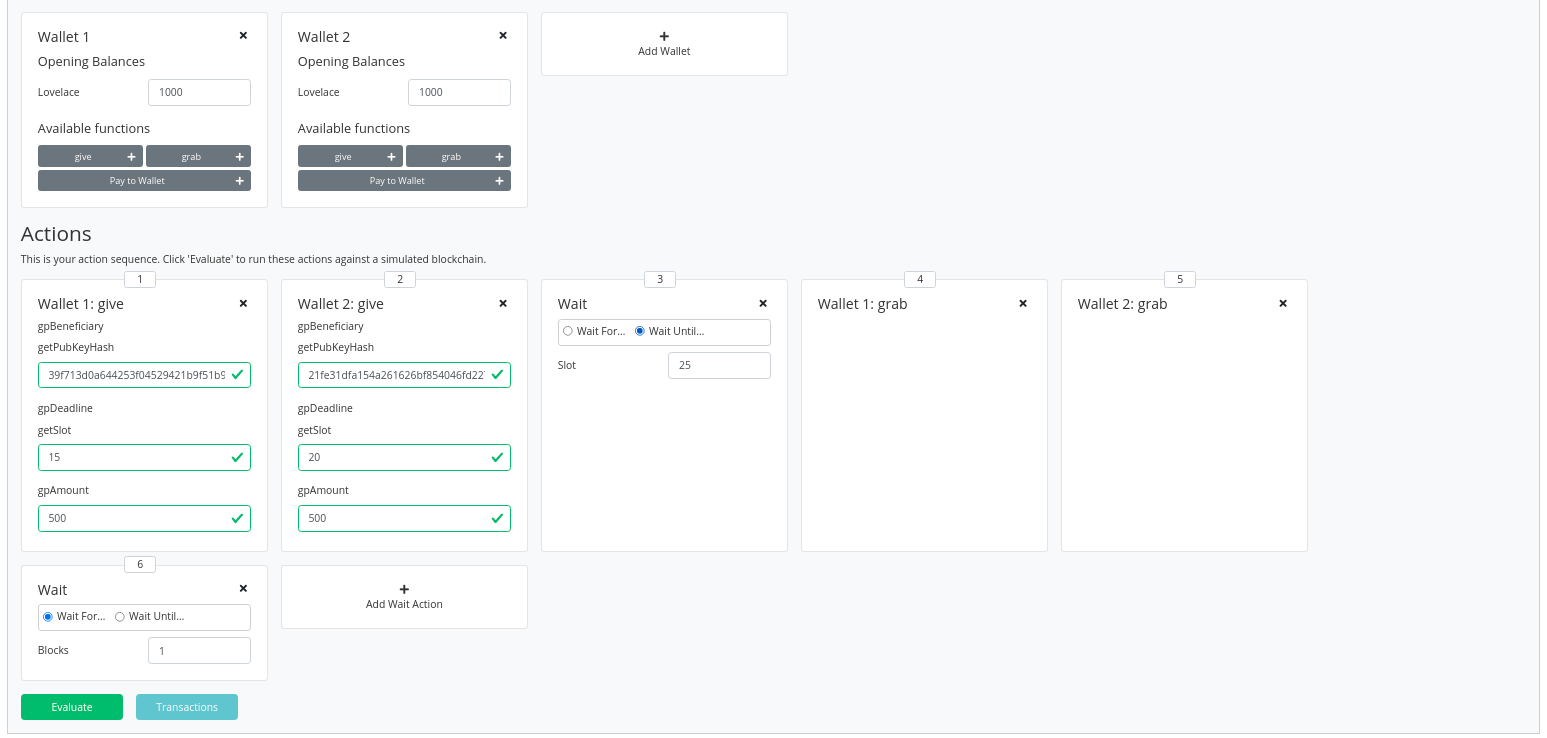 Wallet 1
Opening Balances
Lovelace 1000
Available functions
give grab
Pay to Wallet
Wallet 2
Opening Balances
Lovelace 1000
Available functions
give grab
Pay to Wallet
Add Wallet
Actions
This is your action sequence. Click 'Evaluate' to run these actions against a simulated blockchain.
1
Wallet 1: give
gpBeneficiary
getPubKeyHash
39f713d0a644253f04529421b9f51b9
gpDeadline
getSlot
15
gpAmount
500
2
Wallet 2: give
gpBeneficiary
getPubKeyHash
21fe31dfa154a261626bf854046fd22
gpDeadline
getSlot
20
gpAmount
500
3
Wait
Wait For... Wait Until...
Slot 25
4
Wallet 1: grab
5
Wallet 2: grab
6
Wait
Wait For... Wait Until...
Blocks 1
Add Wait Action
Evaluate Transactions